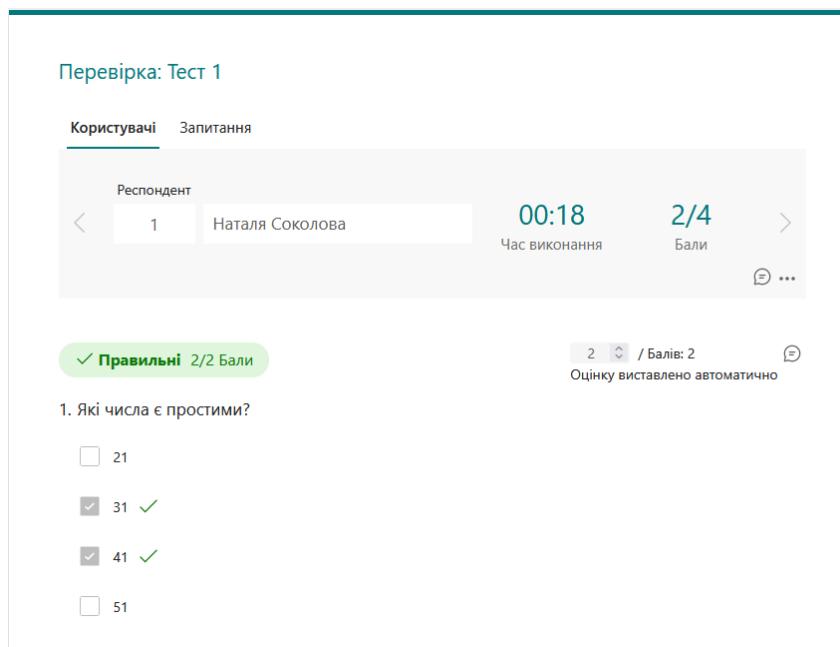 Перевірка: Тест 1
Користувачі Запитання
Респондент
1 Наталя Соколова
00:18 2/4
Час виконання Бали
Правильні 2/2 Бали
2 / Балів: 2
Оцінку виставлено автоматично
1. Які числа є простими?
21
31
41
51